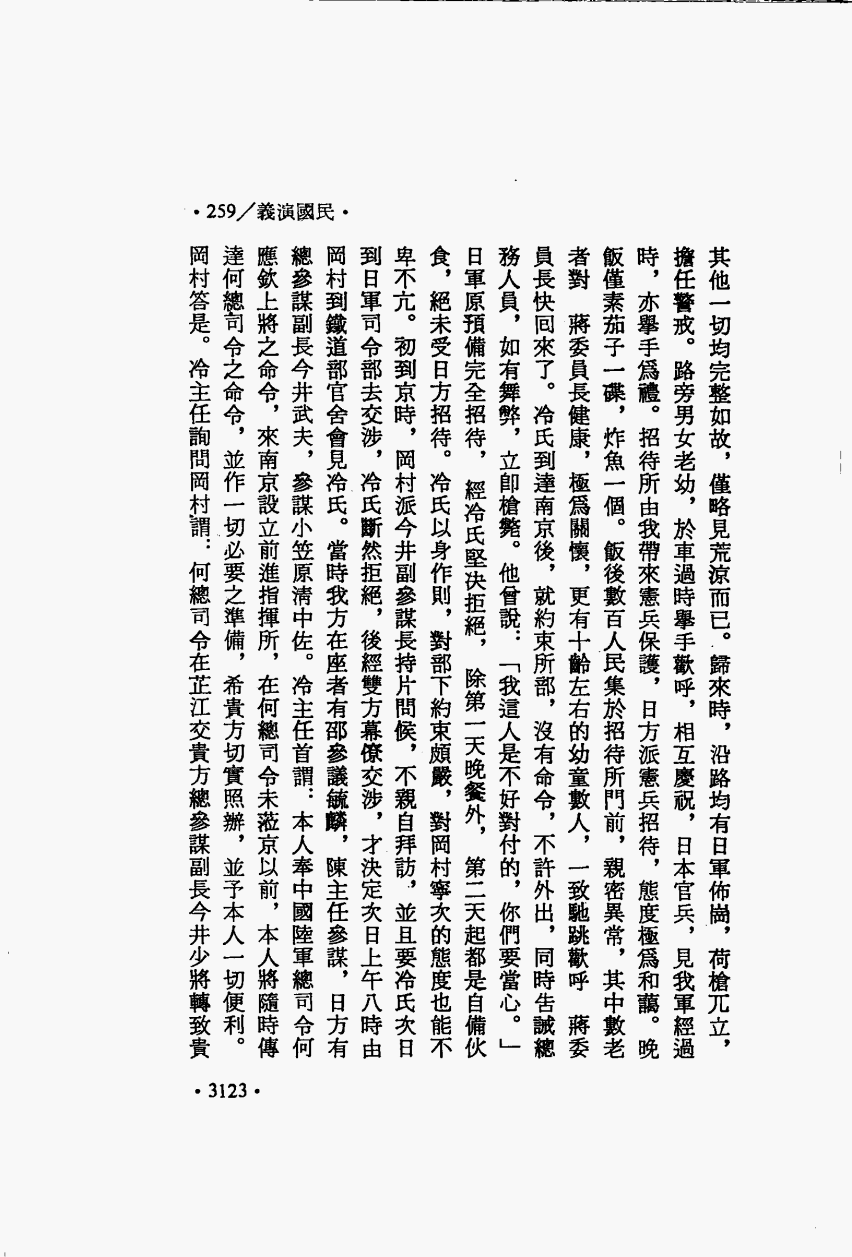 •259／義演國民•
其他一切均完整如故，僅略見荒涼而已。歸來時，沿路均有日軍佈崗，荷槍兀立，
擔任警戒。路旁男女老幼，於車過時舉手歡呼，相互慶祝，日本官兵，見我軍經過
時，亦舉手爲禮。招待所由我帶來憲兵保護，日方派憲兵招待，態度極爲和藹。晚
飯僅素茄子一碟，炸魚一個。飯後數百人民集於招待所門前，親密異常，其中數老
者對　蔣委員長健康，極爲關懷，更有十齡左右的幼童數人，一致馳跳歡呼　蔣委
員長快回來了。冷氏到達南京後，就約束所部，沒有命令，不許外出，同時告誡總
務人員，如有舞弊，立卽槍斃。他曾說：「我這人是不好對付的，你們要當心。」
日軍原預備完全招待，經冷氏堅決拒絕，除第一天晚餐外，第二天起都是自備伙
食，絕未受日方招待。冷氏以身作則，對部下約束頗嚴，對岡村寧次的態度也能不
卑不亢。初到京時，岡村派今井副參謀長持片問候，不親自拜訪，並且要冷氏次日
到日軍司令部去交涉，冷氏斷然拒絕，後經雙方幕僚交涉，才決定次日上午八時由
岡村到鐵道部官舍會見冷氏。當時我方在座者有邵參議毓麟，陳主任參謀，日方有
總參謀副長今井武夫，參謀小笠原清中佐。冷主任首謂：本人奉中國陸軍總司令何
應欽上將之命令，來南京設立前進指揮所，在何總司令未蒞京以前，本人將隨時傳
達何總司令之命令，並作一切必要之準備，希貴方切實照辦，並予本人一切便利。
岡村答是。冷主任詢問岡村謂：何總司令在芷江交貴方總參謀副長今井少將轉致貴
•3123•